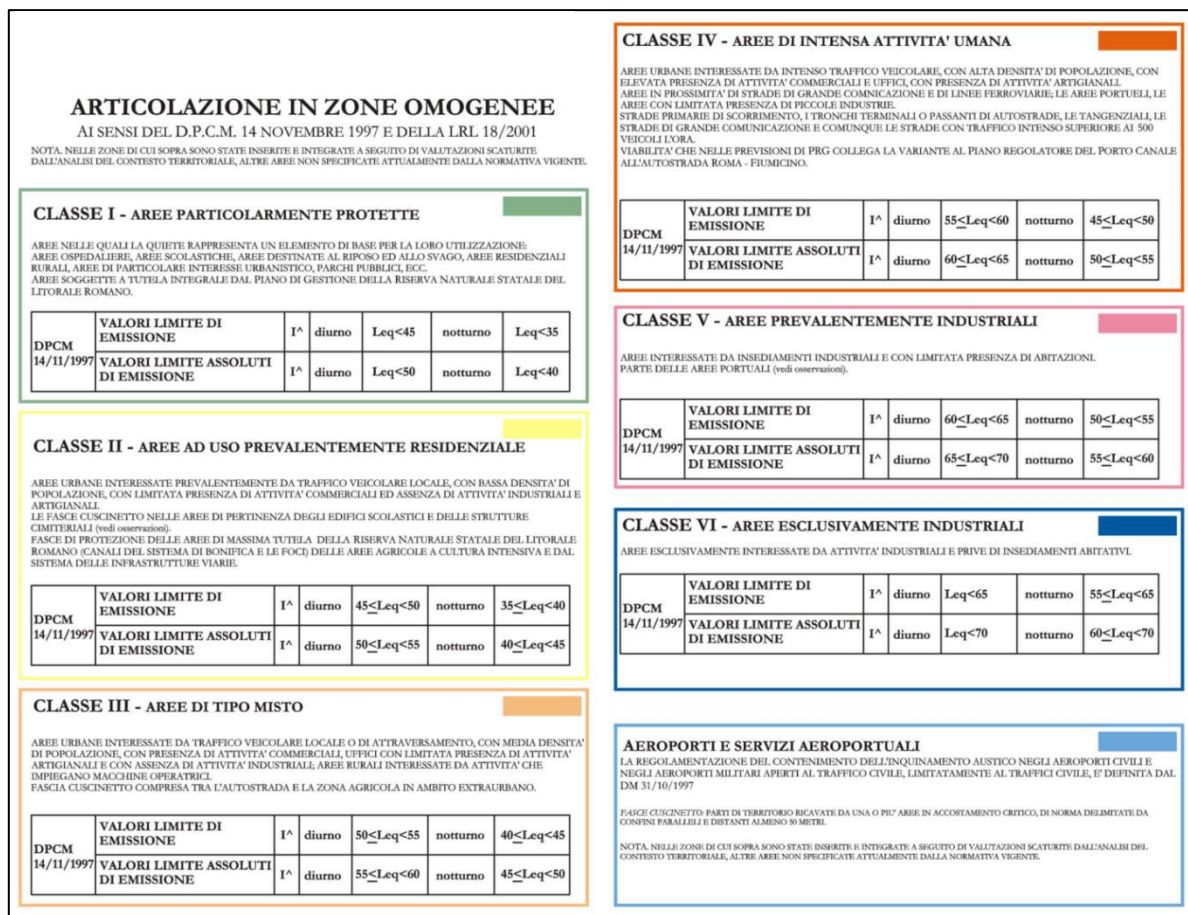 ARTICOLAZIONE IN ZONE OMOGENEE
AI SENSI DEL D.P.C.M. 14 NOVEMBRE 1997 E DELLA LRL 18/2001
NOTA. NELLE ZONE DI CUI SOPRA SONO STATE INSERITE E INTEGRATE A SEGUITO DI VALUTAZIONI SCATURITE
DALL'ANALISI DEL CONTESTO TERRITORIALE, ALTRE AREE NON SPECIFICATE ATTUALMENTE DALLA NORMATIVA VIGENTE.
CLASSE I - AREE PARTICOLARMENTE PROTETTE
AREE NELLE QUALI LA QUIETE RAPPRESENTA UN ELEMENTO DI BASE PER LA LORO UTILIZZAZIONE:
AREE OSPEDALIERE, AREE SCOLASTICHE, AREE DESTINATE AL RIPOSO ED ALLO SVAGO, AREE RESIDENZIALI
RURALI, AREE DI PARTICOLARE INTERESSE URBANISTICO, PARCHI PUBBLICI, ECC.
AREE SOGGETTE A TUTELA INTEGRALE DAL PIANO DI GESTIONE DELLA RISERVA NATURALE STATALE DEL
LITORALE ROMANO.
DPCM 14/11/1997
VALORI LIMITE DI EMISSIONE I^ diurno Leq<45 notturno Leq<35
VALORI LIMITE ASSOLUTI DI EMISSIONE I^ diurno Leq<50 notturno Leq<40
CLASSE II - AREE AD USO PREVALENTEMENTE RESIDENZIALE
AREE URBANE INTERESSATE PREVALENTEMENTE DA TRAFFICO VEICOLARE LOCALE, CON BASSA DENSITA' DI
POPOLAZIONE, CON LIMITATA PRESENZA DI ATTIVITA' COMMERCIALI ED ASSENZA DI ATTIVITA' INDUSTRIALI E
ARTIGIANALI.
LE FASCE CUSCINETTO NELLE AREE DI PERTINENZA DEGLI EDIFICI SCOLASTICI E DELLE STRUTTURE
CIMITERIALI (vedi osservazioni).
FASCE DI PROTEZIONE DELLE AREE DI MASSIMA TUTELA DELLA RISERVA NATURALE STATALE DEL LITORALE
ROMANO (CANALI DEL SISTEMA DI BONIFICA E LE FOCI) DELLE AREE AGRICOLE A CULTURA INTENSIVA E DAL
SISTEMA DELLE INFRASTRUTTURE VIARIE.
DPCM 14/11/1997
VALORI LIMITE DI EMISSIONE I^ diurno 45≤Leq<50 notturno 35≤Leq<40
VALORI LIMITE ASSOLUTI DI EMISSIONE I^ diurno 50≤Leq<55 notturno 40≤Leq<45
CLASSE III - AREE DI TIPO MISTO
AREE URBANE INTERESSATE DA TRAFFICO VEICOLARE LOCALE O DI ATTRAVERSAMENTO, CON MEDIA DENSITA'
DI POPOLAZIONE, CON PRESENZA DI ATTIVITA' COMMERCIALI, UFFICI CON LIMITATA PRESENZA DI ATTIVITA'
ARTIGIANALI E CON ASSENZA DI ATTIVITA' INDUSTRIALI; AREE RURALI INTERESSATE DA ATTIVITA' CHE
IMPIEGANO MACCHINE OPERATRICI.
FASCIA CUSCINETTO COMPRESA TRA L'AUTOSTRADA E LA ZONA AGRICOLA IN AMBITO EXTRAURBANO.
DPCM 14/11/1997
VALORI LIMITE DI EMISSIONE I^ diurno 50≤Leq<55 notturno 40≤Leq<45
VALORI LIMITE ASSOLUTI DI EMISSIONE I^ diurno 55≤Leq<60 notturno 45≤Leq<50
CLASSE IV - AREE DI INTENSA ATTIVITA' UMANA
AREE URBANE INTERESSATE DA INTENSO TRAFFICO VEICOLARE, CON ALTA DENSITA' DI POPOLAZIONE, CON
ELEVATA PRESENZA DI ATTIVITA' COMMERCIALI E UFFICI, CON PRESENZA DI ATTIVITA' ARTIGIANALI.
AREE IN PROSSIMITA' DI STRADE DI GRANDE COMNICAZIONE E DI LINEE FERROVIARIE; LE AREE PORTUELI, LE
AREE CON LIMITATA PRESENZA DI PICCOLE INDUSTRIE.
STRADE PRIMARIE DI SCORRIMENTO, I TRONCHI TERMINALI O PASSANTI DI AUTOSTRADE, LE TANGENZIALI, LE
STRADE DI GRANDE COMUNICAZIONE E COMUNQUE LE STRADE CON TRAFFICO INTENSO SUPERIORE AI 500
VEICOLI L'ORA.
VIABILITA' CHE NELLE PREVISIONI DI PRG COLLEGA LA VARIANTE AL PIANO REGOLATORE DEL PORTO CANALE
ALL'AUTOSTRADA ROMA - FIUMICINO.
DPCM 14/11/1997
VALORI LIMITE DI EMISSIONE I^ diurno 55≤Leq<60 notturno 45≤Leq<50
VALORI LIMITE ASSOLUTI DI EMISSIONE I^ diurno 60≤Leq<65 notturno 50≤Leq<55
CLASSE V - AREE PREVALENTEMENTE INDUSTRIALI
AREE INTERESSATE DA INSEDIAMENTI INDUSTRIALI E CON LIMITATA PRESENZA DI ABITAZIONI.
PARTE DELLE AREE PORTUALI (vedi osservazioni).
DPCM 14/11/1997
VALORI LIMITE DI EMISSIONE I^ diurno 60≤Leq<65 notturno 50≤Leq<55
VALORI LIMITE ASSOLUTI DI EMISSIONE I^ diurno 65≤Leq<70 notturno 55≤Leq<60
CLASSE VI - AREE ESCLUSIVAMENTE INDUSTRIALI
AREE ESCLUSIVAMENTE INTERESSATE DA ATTIVITA' INDUSTRIALI E PRIVE DI INSEDIAMENTI ABITATIVI.
DPCM 14/11/1997
VALORI LIMITE DI EMISSIONE I^ diurno Leq<65 notturno 55≤Leq<65
VALORI LIMITE ASSOLUTI DI EMISSIONE I^ diurno Leq<70 notturno 60≤Leq<70
AEROPORTI E SERVIZI AEROPORTUALI
LA REGOLAMENTAZIONE DEL CONTENIMENTO DELL'INQUINAMENTO AUSTICO NEGLI AEROPORTI CIVILI E
NEGLI AEROPORTI MILITARI APERTI AL TRAFFICO CIVILE, LIMITATAMENTE AL TRAFFICI CIVILE, E' DEFINITA DAL
DM 31/10/1997
FASCE CUSCINETTO: PARTI DI TERRITORIO RICAVATE DA UNA O PIU' AREE IN ACCOSTAMENTO CRITICO, DI NORMA DELIMITATE DA
CONFINI PARALLELI E DISTANTI ALMENO 50 METRI.
NOTA. NELLE ZONE DI CUI SOPRA SONO STATE INSERITE E INTEGRATE A SEGUITO DI VALUTAZIONI SCATURITE DALL'ANALISI DEL
CONTESTO TERRITORIALE, ALTRE AREE NON SPECIFICATE ATTUALMENTE DALLA NORMATIVA VIGENTE.